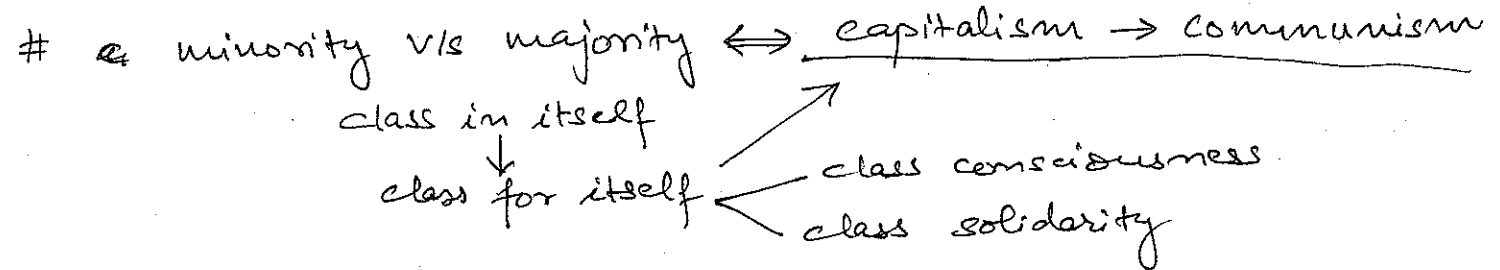 # minority v/s majority ⟺ capitalism → communism
class in itself
↓
class for itself
class consciousness
class solidarity